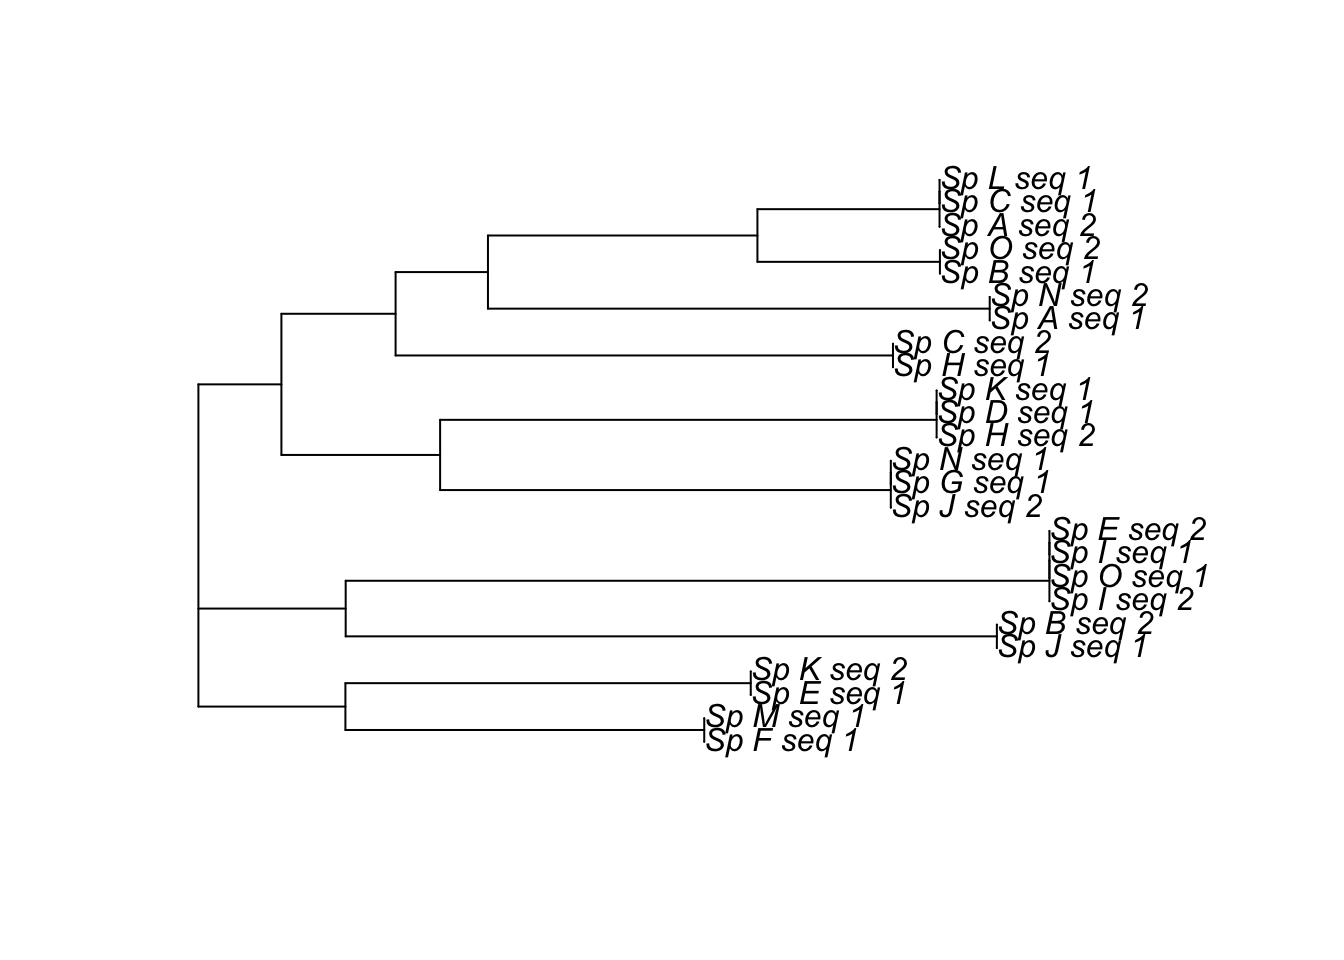 Sp L seq 1
Sp C seq 1
Sp A seq 2
Sp O seq 2
Sp B seq 1
Sp N seq 2
Sp A seq 1
Sp C seq 2
Sp H seq 1
Sp K seq 1
Sp D seq 1
Sp H seq 2
Sp N seq 1
Sp G seq 1
Sp J seq 2
Sp E seq 2
Sp I seq 1
Sp O seq 1
Sp I seq 2
Sp B seq 2
Sp J seq 1
Sp K seq 2
Sp E seq 1
Sp M seq 1
Sp F seq 1